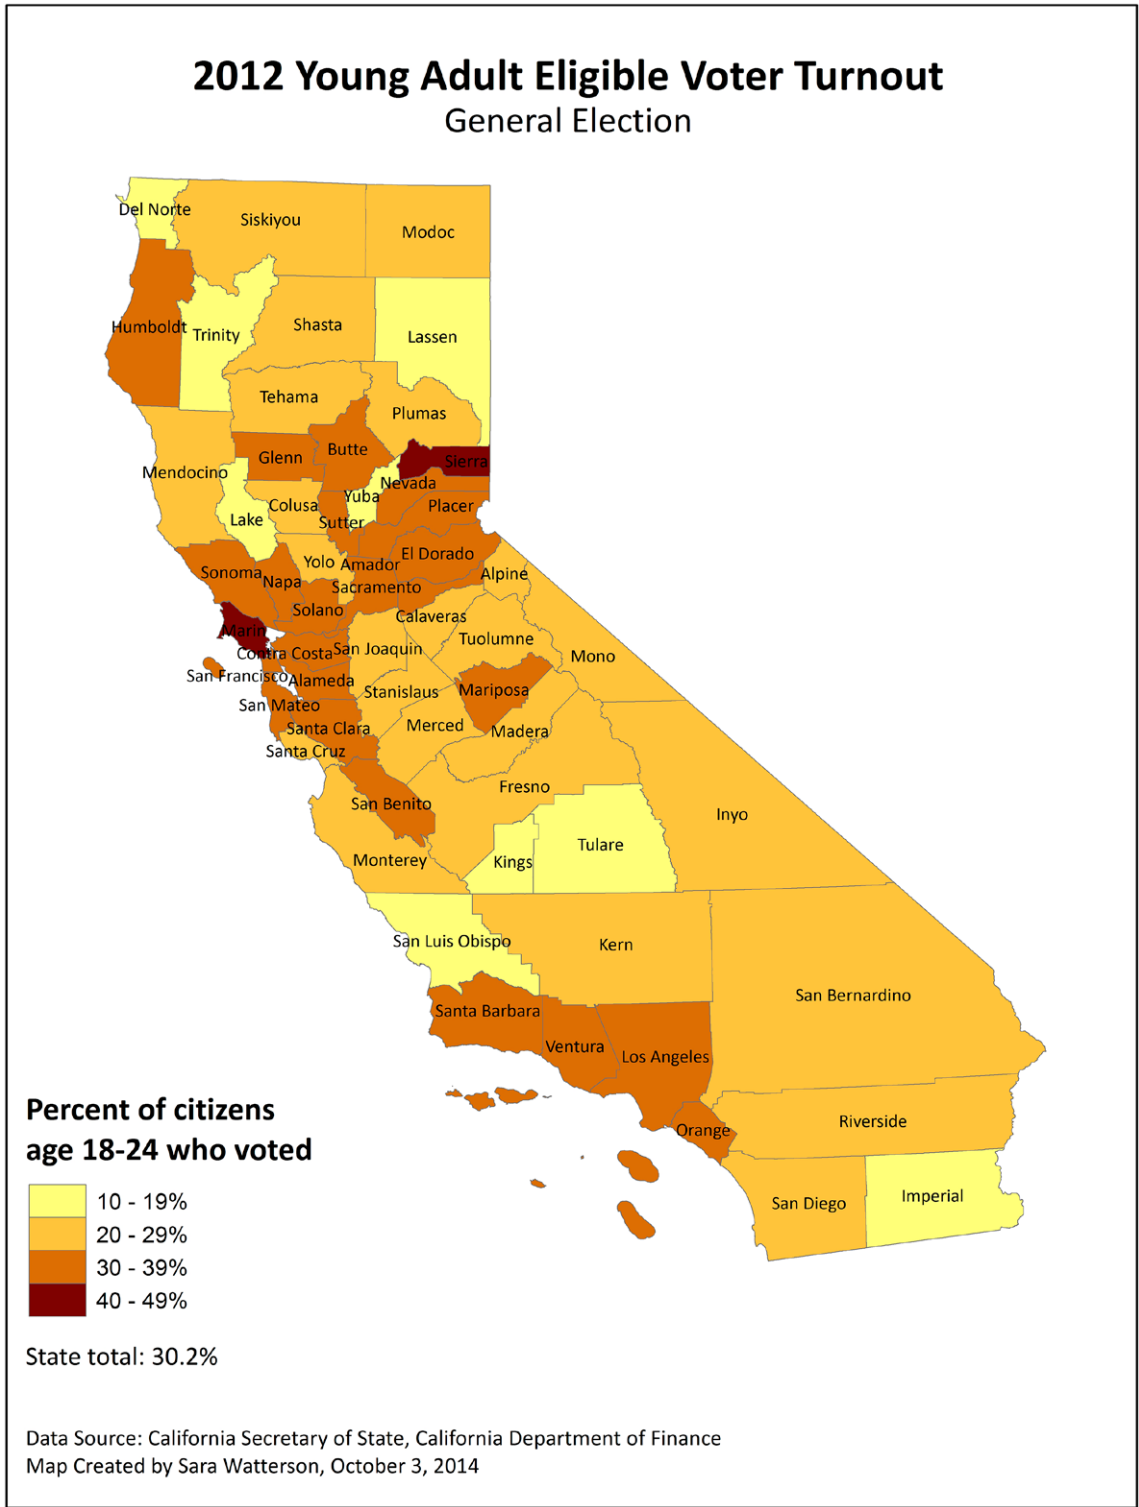 2012 Young Adult Eligible Voter Turnout
General Election
Del Norte
Siskiyou
Modoc
Humboldt
Trinity
Shasta
Lassen
Tehama
Plumas
Mendocino
Glenn
Butte
Sierra
Nevada
Yuba
Colusa
Placer
Lake
Sutter
El Dorado
Yolo
Amador
Sonoma
Napa
Alpine
Sacramento
Solano
Calaveras
Marin
Tuolumne
Contra Costa
San Joaquin
Mono
San Francisco
Alameda
Stanislaus
Mariposa
San Mateo
Merced
Santa Clara
Madera
Santa Cruz
Fresno
San Benito
Inyo
Monterey
Kings
Tulare
San Luis Obispo
Kern
San Bernardino
Santa Barbara
Ventura
Los Angeles
Orange
Riverside
San Diego
Imperial
Percent of citizens
age 18-24 who voted
10 - 19%
20 - 29%
30 - 39%
40 - 49%
State total: 30.2%
Data Source: California Secretary of State, California Department of Finance
Map Created by Sara Watterson, October 3, 2014